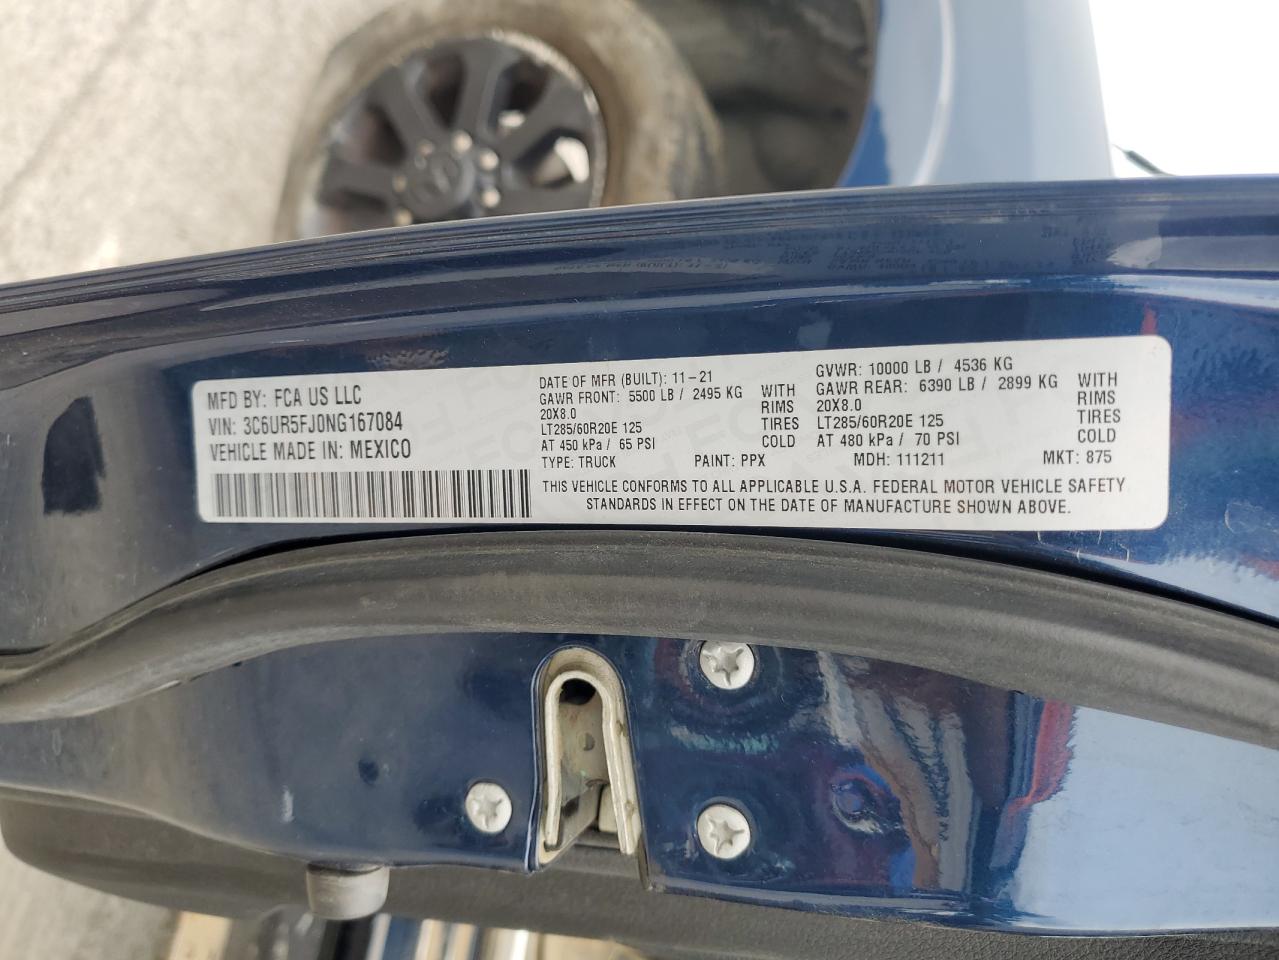 MFD BY: FCA US LLC
VIN: 3C6UR5FJ0NG167084
VEHICLE MADE IN: MEXICO
DATE OF MFR (BUILT): 11-21
GAWR FRONT: 5500 LB / 2495 KG WITH
20X8.0 RIMS
LT285/60R20E 125 TIRES
AT 450 kPa / 65 PSI COLD
GVWR: 10000 LB / 4536 KG
GAWR REAR: 6390 LB / 2899 KG WITH
20X8.0 RIMS
LT285/60R20E 125 TIRES
AT 480 kPa / 70 PSI COLD
TYPE: TRUCK PAINT: PPX MDH: 111211 MKT: 875
THIS VEHICLE CONFORMS TO ALL APPLICABLE U.S.A. FEDERAL MOTOR VEHICLE SAFETY
STANDARDS IN EFFECT ON THE DATE OF MANUFACTURE SHOWN ABOVE.